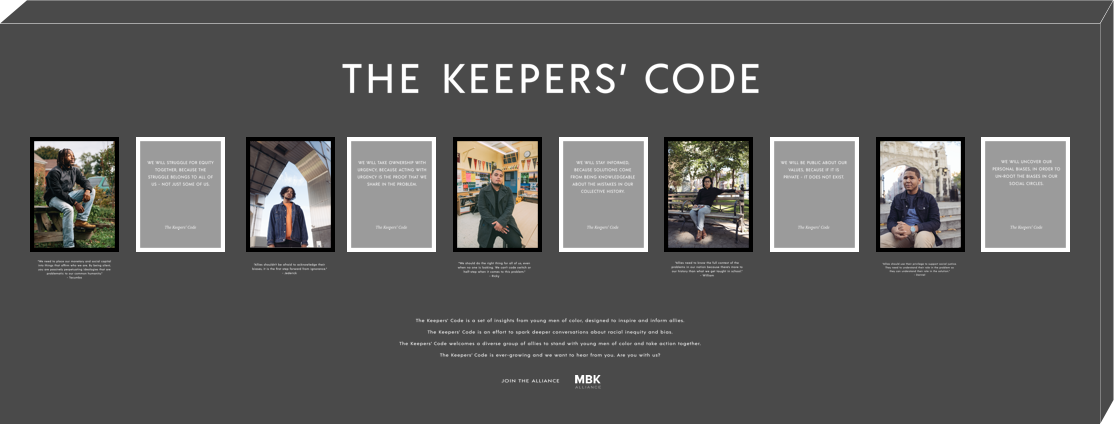 THE KEEPERS' CODE
WE WILL STRUGGLE FOR EQUITY
TOGETHER, BECAUSE THE
STRUGGLE BELONGS TO ALL OF
US - NOT JUST SOME OF US.
The Keepers' Code
WE WILL TAKE OWNERSHIP WITH
URGENCY, BECAUSE ACTING WITH
URGENCY IS THE PROOF THAT WE
SHARE IN THE PROBLEM.
The Keepers' Code
WE WILL STAY INFORMED,
BECAUSE SOLUTIONS COME
FROM BEING KNOWLEDGEABLE
ABOUT THE MISTAKES IN OUR
COLLECTIVE HISTORY.
The Keepers' Code
WE WILL BE PUBLIC ABOUT OUR
VALUES, BECAUSE IF IT IS
PRIVATE - IT DOES NOT EXIST.
The Keepers' Code
WE WILL UNCOVER OUR
PERSONAL BIASES, IN ORDER TO
UN-ROOT THE BIASES IN OUR
SOCIAL CIRCLES.
The Keepers' Code
The Keepers' Code is a set of insights from young men of color, designed to inspire and inform allies.
The Keepers' Code is an effort to spark deeper conversations about racial inequity and bias.
The Keepers' Code welcomes a diverse group of allies to stand with young men of color and take action together.
The Keepers' Code is ever-growing and we want to hear from you. Are you with us?
JOIN THE ALLIANCE
MBK
ALLIANCE